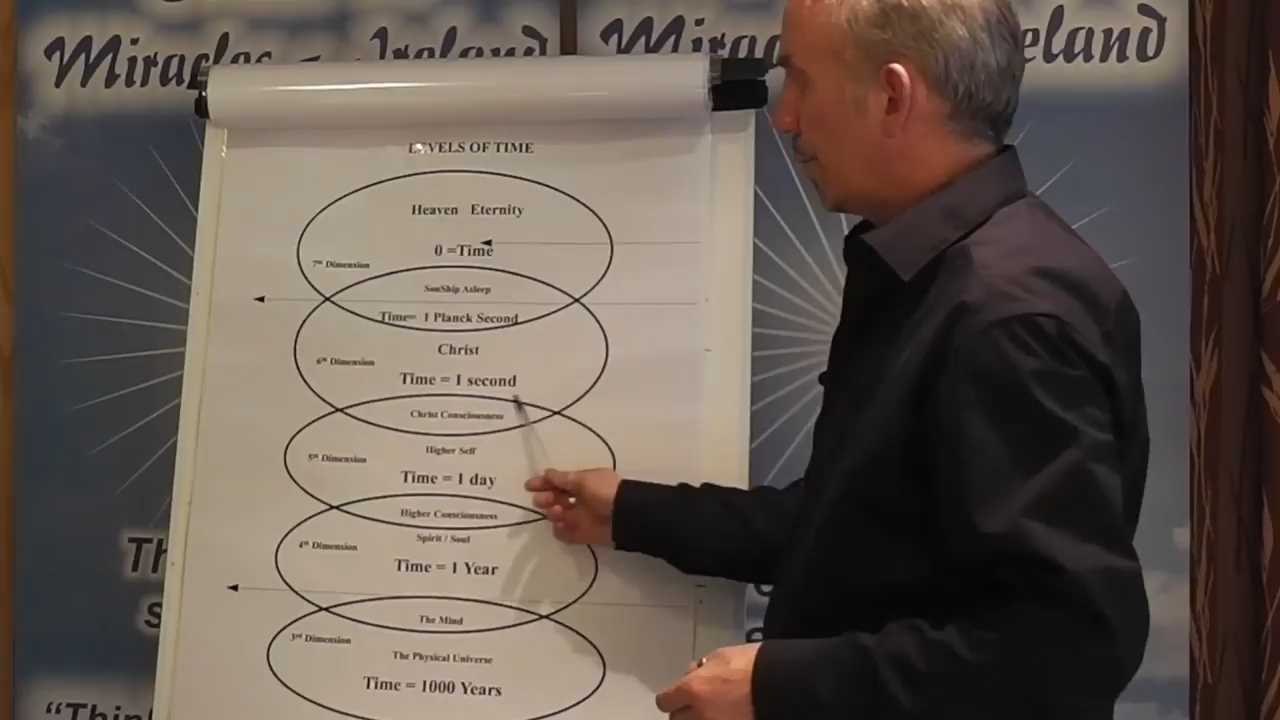 Miracles - Ireland
eland
LEVELS OF TIME
Heaven Eternity
0 =Time
7th Dimension
SonShip Asleep
Time= 1 Planck Second
Christ
6th Dimension
Time = 1 second
Christ Consciousness
Higher Self
5th Dimension
Time = 1 day
Higher Consciousness
Spirit / Soul
4th Dimension
Time = 1 Year
The Mind
3rd Dimension
The Physical Universe
Time = 1000 Years